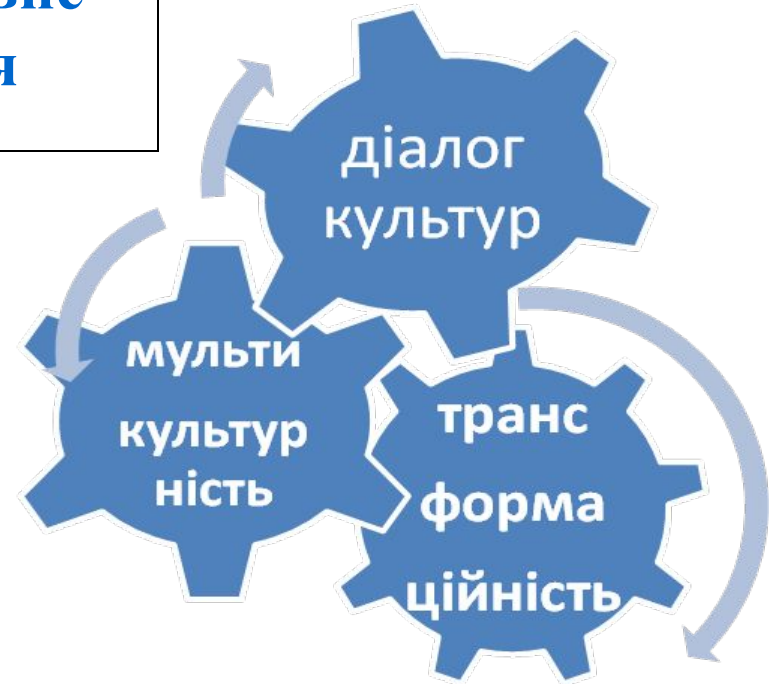 діалог
культур
мульти
культур
ність
транс
форма
ційність